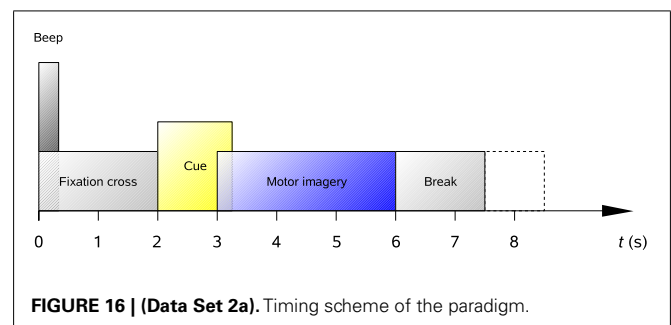 Beep
Cue
Fixation cross
Motor imagery
Break
0 1 2 3 4 5 6 7 8 t (s)
FIGURE 16 | (Data Set 2a). Timing scheme of the paradigm.